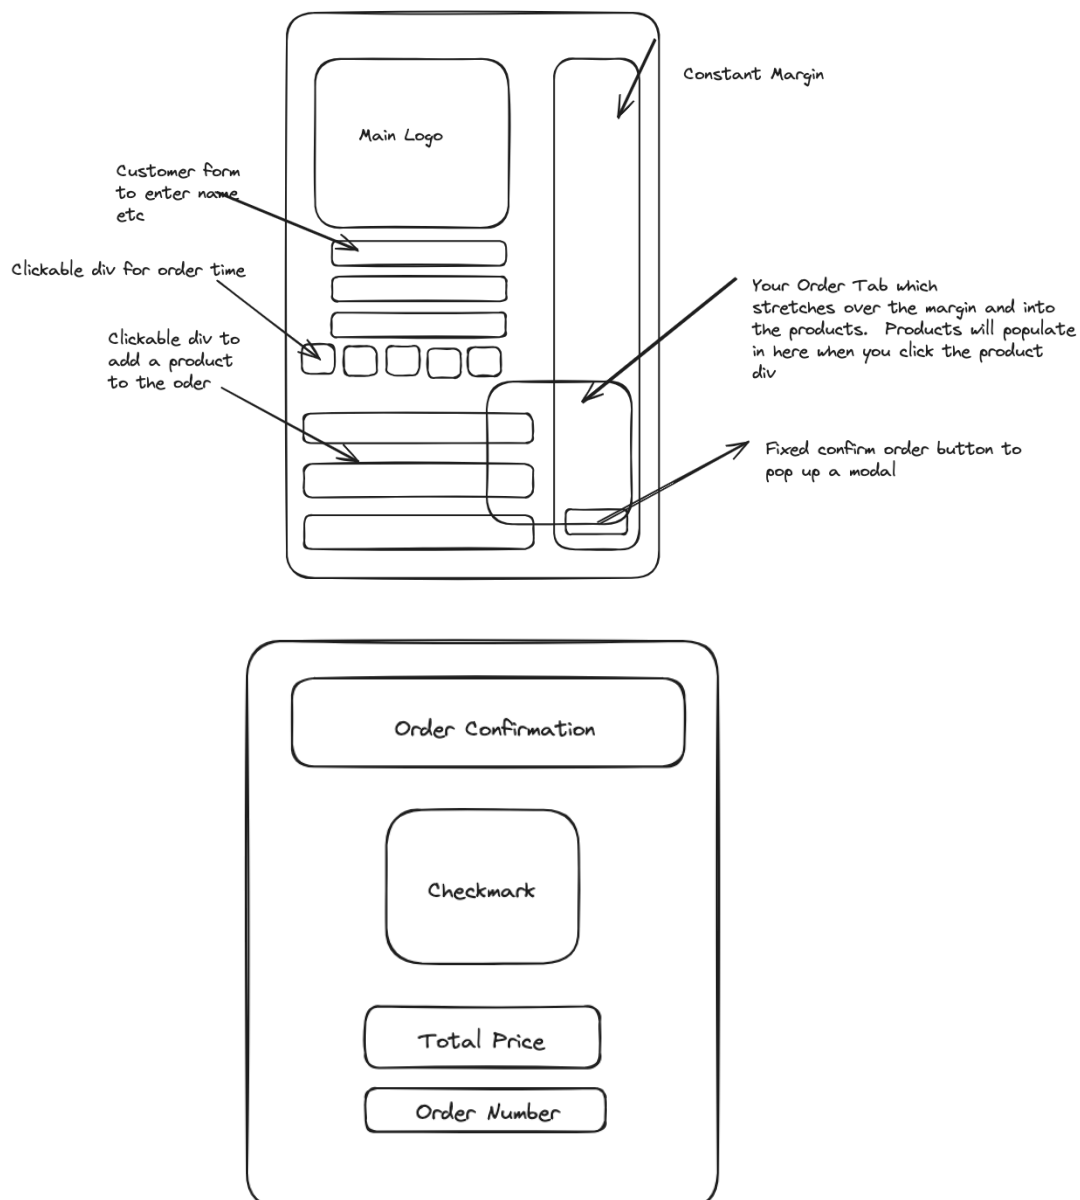 Constant Margin
Main Logo
Customer form
to enter name
etc
Clickable div for order time
Your Order Tab which
stretches over the margin and into
the products.  Products will populate
in here when you click the product
div
Clickable div to
add a product
to the oder
Fixed confirm order button to
pop up a modal
Order Confirmation
Checkmark
Total Price
Order Number